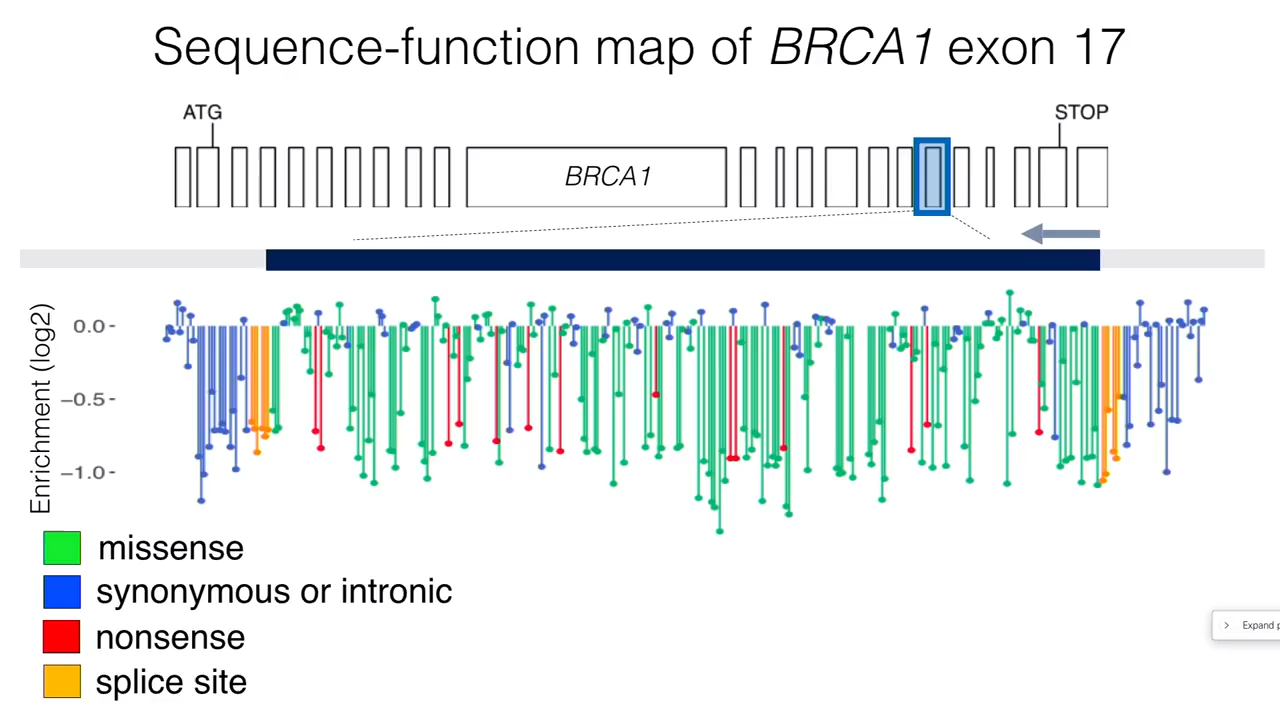 Sequence-function map of BRCA1 exon 17
ATG
STOP
BRCA1
Enrichment (log2)
0.0
−0.5
−1.0
missense
synonymous or intronic
nonsense
splice site
Expand p